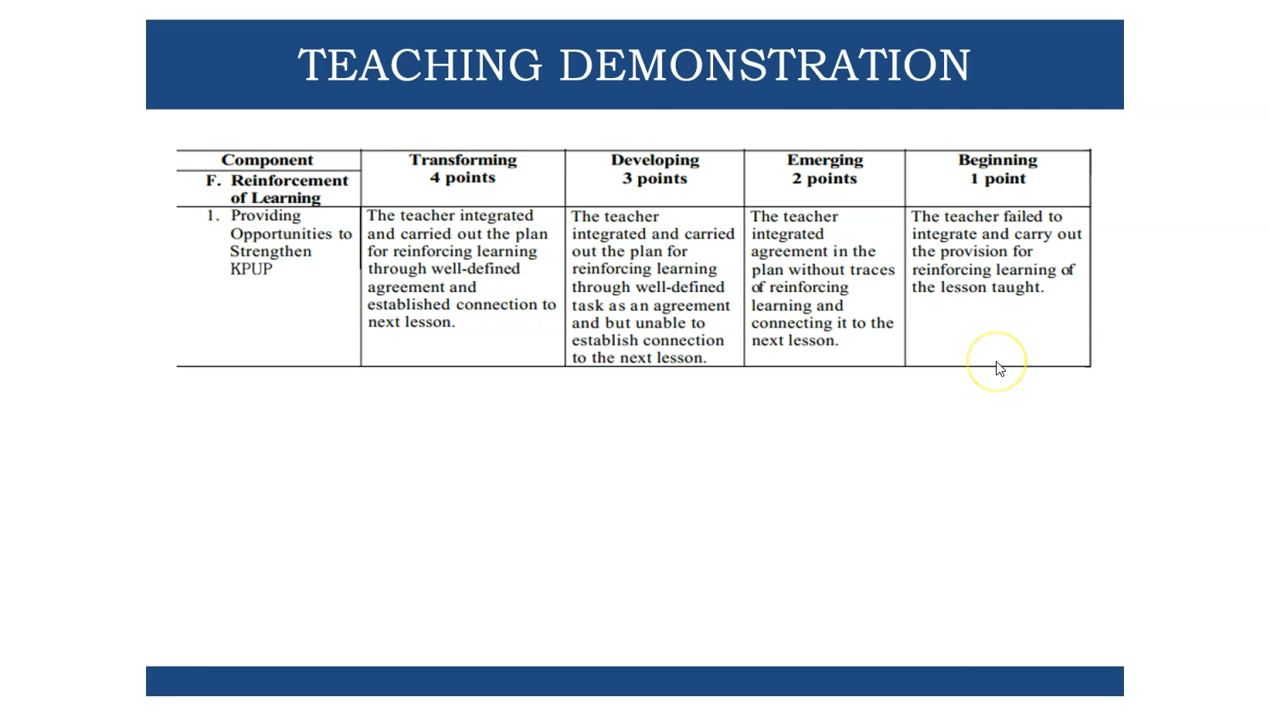 TEACHING DEMONSTRATION
Component
F. Reinforcement
of Learning
Transforming
4 points
Developing
3 points
Emerging
2 points
Beginning
1 point
1. Providing
Opportunities to
Strengthen
KPUP
The teacher integrated
and carried out the plan
for reinforcing learning
through well-defined
agreement and
established connection to
next lesson.
The teacher
integrated and carried
out the plan for
reinforcing learning
through well-defined
task as an agreement
and but unable to
establish connection
to the next lesson.
The teacher
integrated
agreement in the
plan without traces
of reinforcing
learning and
connecting it to the
next lesson.
The teacher failed to
integrate and carry out
the provision for
reinforcing learning of
the lesson taught.